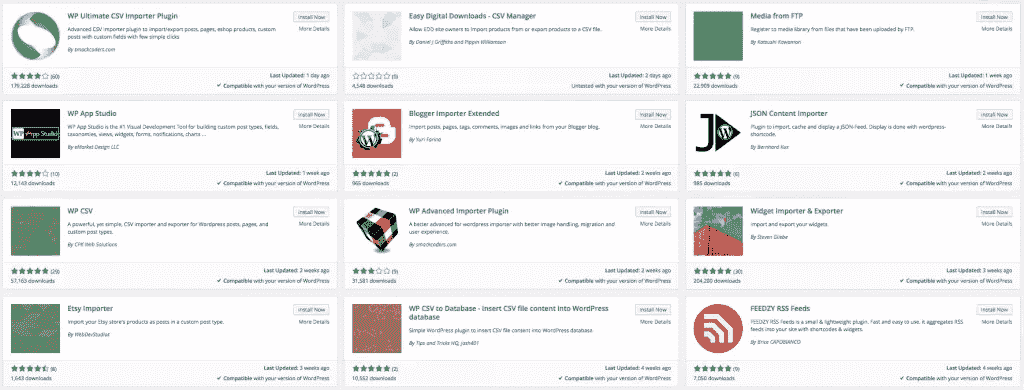 WP Ultimate CSV Importer Plugin
Install Now
Advanced CSV importer plugin to import/export posts, pages, eshop products, custom
More Details
posts with custom fields with few simple clicks
By smackcoders.com
(60)
Last Updated: 1 day ago
179,228 downloads
✔ Compatible with your version of WordPress
Easy Digital Downloads - CSV Manager
Install Now
Allow EDD site owners to import products from or export products to a CSV file.
More Details
By Daniel J Griffiths and Pippin Williamson
Last Updated: 2 days ago
4,548 downloads
Untested with your version of WordPress
Media from FTP
Install Now
Register to media library from files that have been uploaded by FTP.
More Details
By Katsushi Kawamori
(9)
Last Updated: 1 week ago
22,909 downloads
✔ Compatible with your version of WordPress
WP App Studio
Install Now
WP App Studio is the #1 Visual Development Tool for building custom post types, fields,
More Details
taxonomies, views, widgets, forms, notifications, charts ...
By eMarket Design LLC
WP App Studio
(10)
Last Updated: 1 week ago
12,143 downloads
✔ Compatible with your version of WordPress
Blogger Importer Extended
Install Now
Import posts, pages, tags, comments, images and links from your Blogger blog.
More Details
By Yuri Farina
(2)
Last Updated: 2 weeks ago
965 downloads
✔ Compatible with your version of WordPress
JSON Content Importer
Install Now
Plugin to import, cache and display a JSON-Feed. Display is done with wordpress-
More Details
shortcode.
By Bernhard Kux
(6)
Last Updated: 2 weeks ago
985 downloads
✔ Compatible with your version of WordPress
WP CSV
Install Now
A powerful, yet simple, CSV importer and exporter for Wordpress posts, pages, and
More Details
custom post types.
By CPK Web Solutions
(29)
Last Updated: 2 weeks ago
57,163 downloads
✔ Compatible with your version of WordPress
WP Advanced Importer Plugin
Install Now
A better advanced for wordpress importer with better image handling, migration and
More Details
user experience.
By smackcoders.com
(9)
Last Updated: 2 weeks ago
31,581 downloads
✔ Compatible with your version of WordPress
Widget Importer & Exporter
Install Now
Import and export your widgets.
More Details
By Steven Gliebe
(30)
Last Updated: 3 weeks ago
204,200 downloads
✔ Compatible with your version of WordPress
Etsy Importer
Install Now
Import your Etsy store's products as posts in a custom post type.
More Details
By WebDevStudios
Last Updated: 3 weeks ago
1,643 downloads
✔ Compatible with your version of WordPress
WP CSV to Database - Insert CSV file content into WordPress
database
Install Now
Simple WordPress plugin to insert CSV file content into WordPress database
More Details
By Tips and Tricks HQ, josh401
(2)
Last Updated: 4 weeks ago
10,552 downloads
✔ Compatible with your version of WordPress
FEEDZY RSS Feeds
Install Now
FEEDZY RSS Feeds is a small & lightweight plugin. Fast and easy to use, it aggregates RSS
More Details
feeds into your site with shortcodes & widgets.
By Brice CAPOBIANCO
(9)
Last Updated: 4 weeks ago
7,050 downloads
✔ Compatible with your version of WordPress